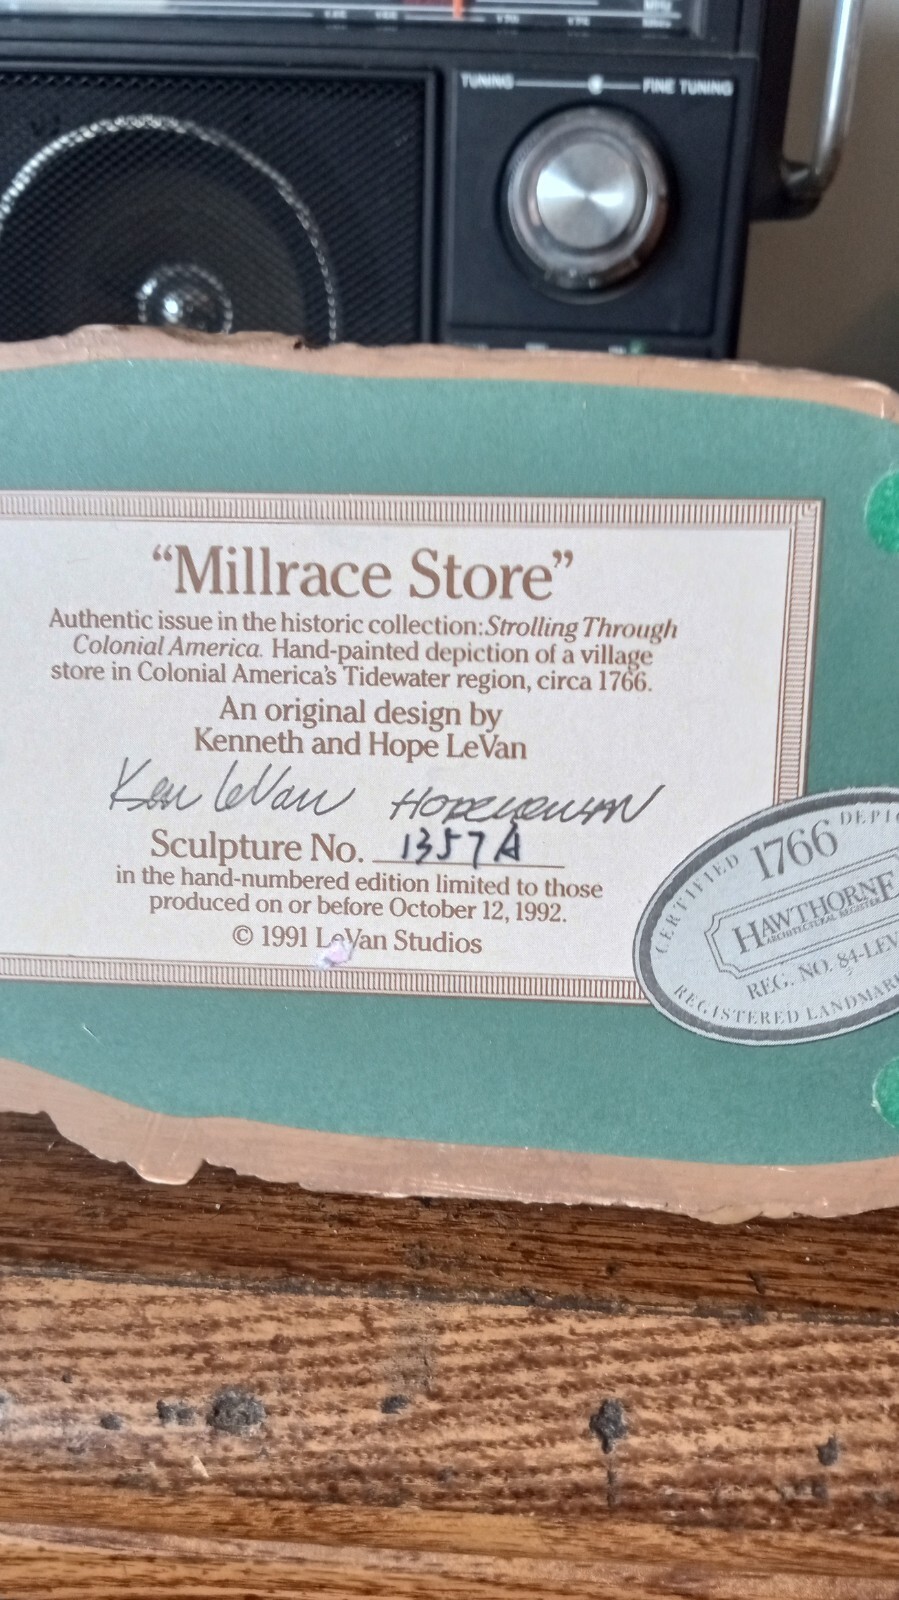 TUNING FINE TUNING
“Millrace Store”
Authentic issue in the historic collection: Strolling Through
Colonial America. Hand-painted depiction of a village
store in Colonial America's Tidewater region, circa 1766.
An original design by
Kenneth and Hope LeVan
Ken LeVan Hope LeVan
Sculpture No. 1357A
in the hand-numbered edition limited to those
produced on or before October 12, 1992.
© 1991 LeVan Studios
CERTIFIED
1766
HAWTHORNE
ARCHITECTURAL REGISTER
REG. NO. 84-LEV
REGISTERED